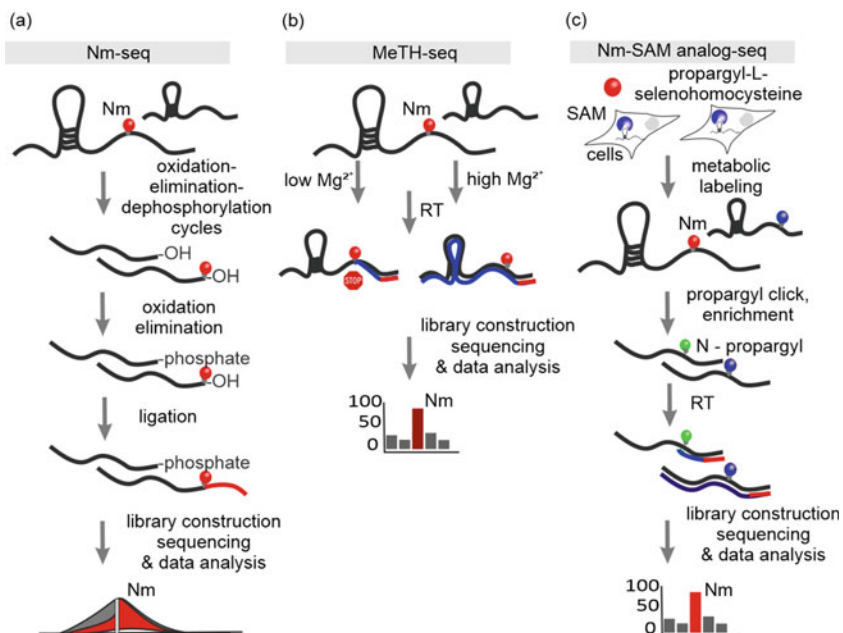 (a)
Nm-seq
Nm
oxidation-
elimination-
dephosphorylation
cycles
-OH
-OH
oxidation
elimination
-phosphate
-OH
ligation
-phosphate
library construction
sequencing
& data analysis
Nm
(b)
MeTH-seq
Nm
low Mg²⁺
high Mg²⁺
RT
STOP
library construction
sequencing
& data analysis
100
50
0
Nm
(c)
Nm-SAM analog-seq
propargyl-L-
selenohomocysteine
SAM
cells
metabolic
labeling
Nm
propargyl click,
enrichment
N - propargyl
RT
library construction
sequencing
& data analysis
100
50
0
Nm